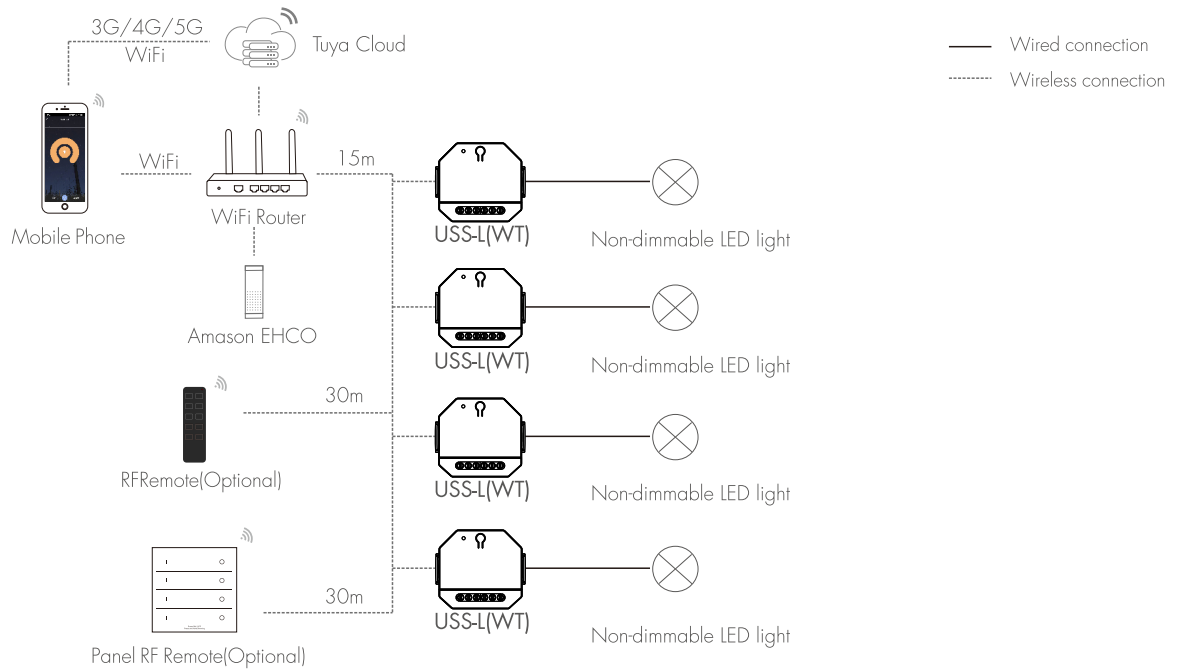 3G/4G/5G
WiFi
Tuya Cloud
Wired connection
Wireless connection
WiFi
15m
WiFi Router
Mobile Phone
USS-L(WT)
Non-dimmable LED light
Amason EHCO
USS-L(WT)
Non-dimmable LED light
30m
RFRemote(Optional)
USS-L(WT)
Non-dimmable LED light
30m
USS-L(WT)
Non-dimmable LED light
Panel RF Remote(Optional)